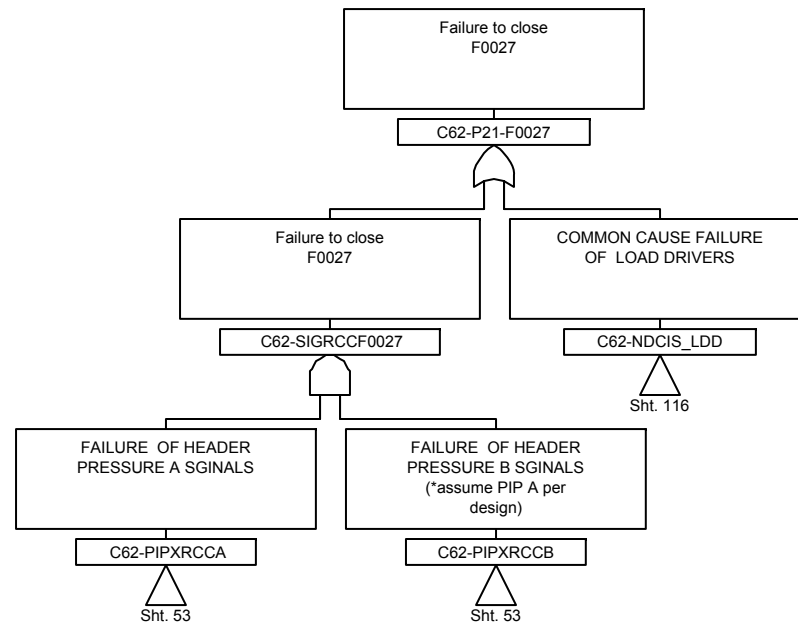 Failure to close
F0027
C62-P21-F0027
Failure to close
F0027
COMMON CAUSE FAILURE
OF LOAD DRIVERS
C62-SIGRCCF0027
C62-NDCIS_LDD
Sht. 116
FAILURE OF HEADER
PRESSURE A SGINALS
FAILURE OF HEADER
PRESSURE B SGINALS
(*assume PIP A per
design)
C62-PIPXRCCA
C62-PIPXRCCB
Sht. 53
Sht. 53